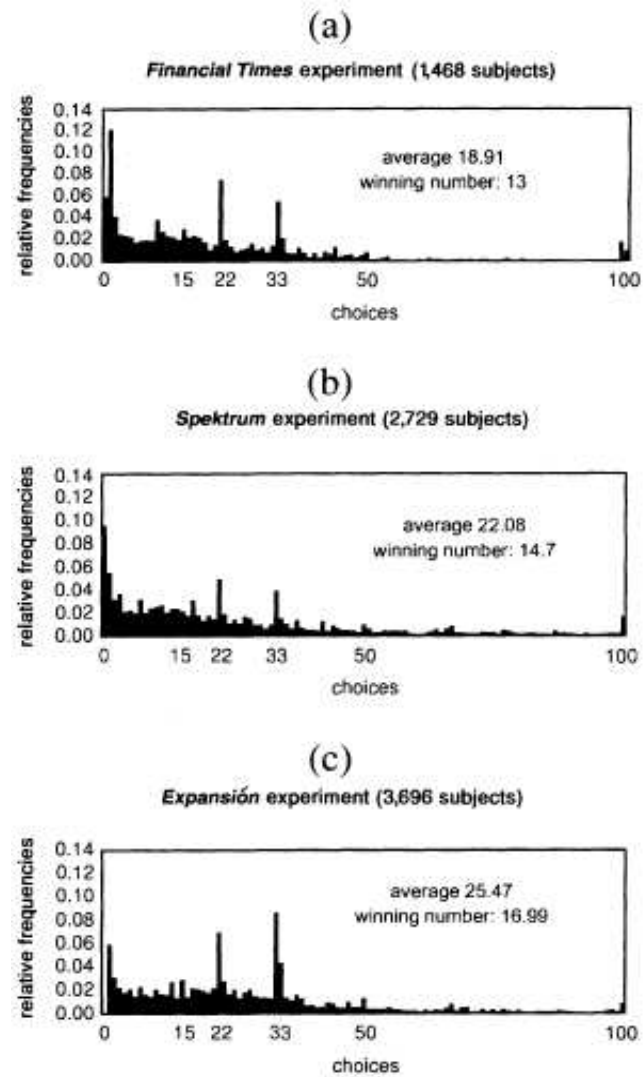 (a)
Financial Times experiment (1,468 subjects)
relative frequencies
0.14
0.12
0.10
0.08
0.06
0.04
0.02
0.00
average 18.91
winning number: 13
0 15 22 33 50 100
choices
(b)
Spektrum experiment (2,729 subjects)
relative frequencies
0.14
0.12
0.10
0.08
0.06
0.04
0.02
0.00
average 22.08
winning number: 14.7
0 15 22 33 50 100
choices
(c)
Expansión experiment (3,696 subjects)
relative frequencies
0.14
0.12
0.10
0.08
0.06
0.04
0.02
0.00
average 25.47
winning number: 16.99
0 15 22 33 50 100
choices